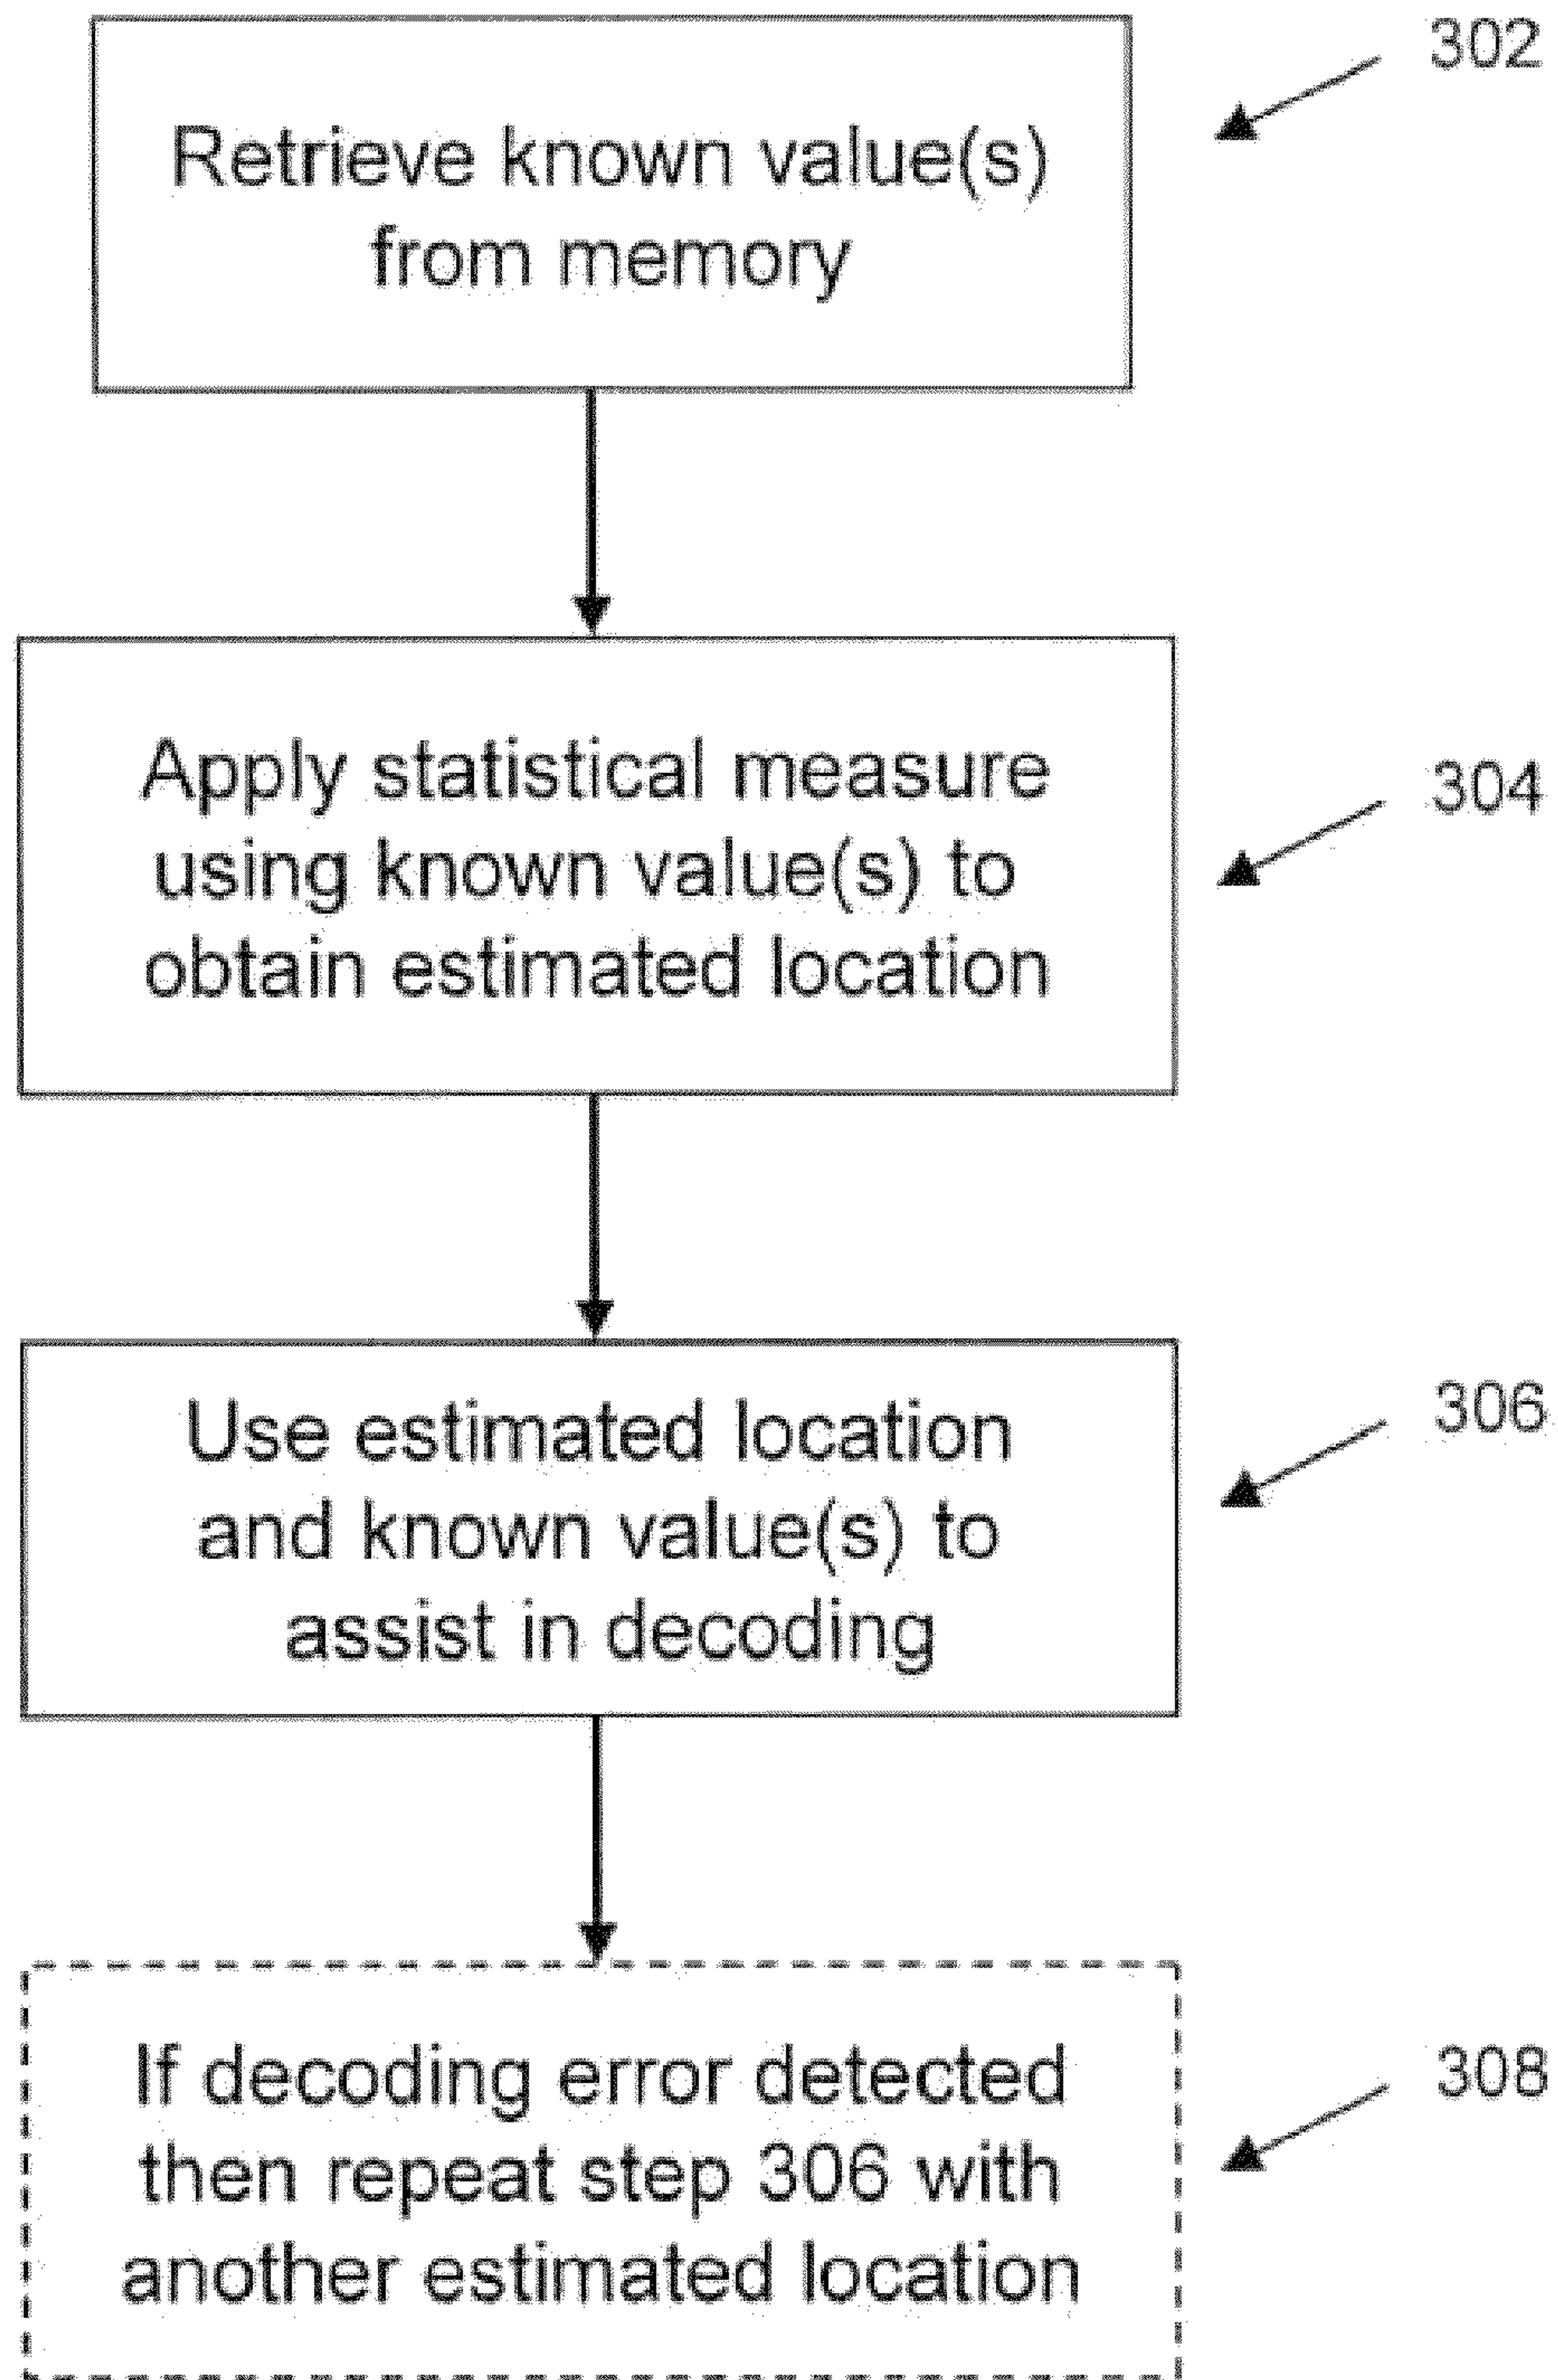 302
Retrieve known value(s)
from memory
304
Apply statistical measure
using known value(s) to
obtain estimated location
306
Use estimated location
and known value(s) to
assist in decoding
308
If decoding error detected
then repeat step 306 with
another estimated location